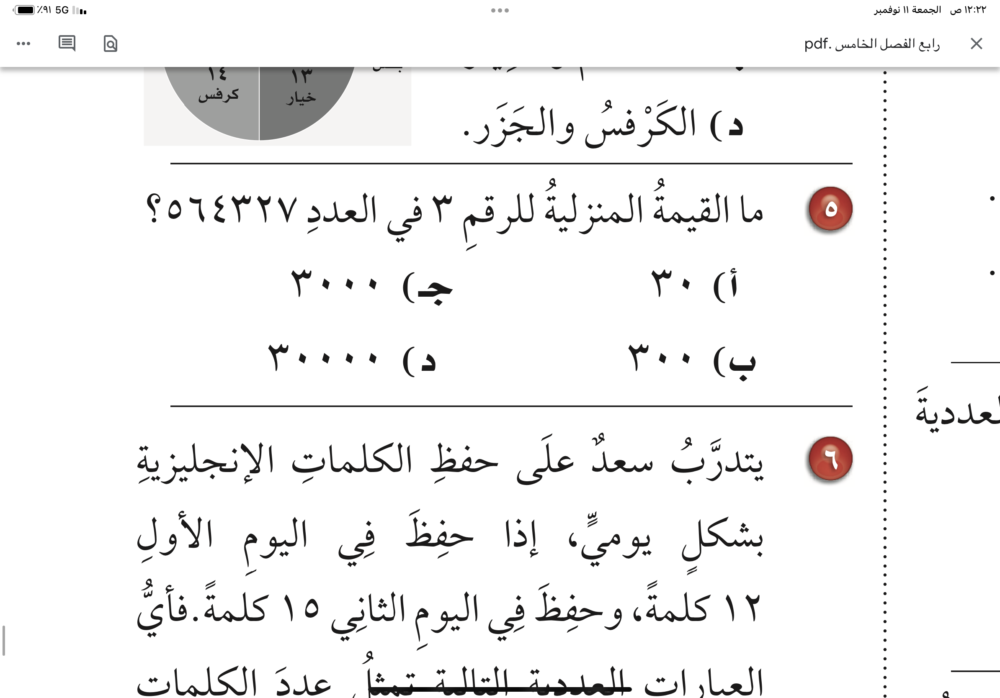 ١٢:٢٢ ص الجمعة ١١ نوفمبر
٪٩١ 5G
رابع الفصل الخامس .pdf
١٤
كرفس
١٣
خيار
د) الكَرْفسُ والجَزَر.
٥ ما القيمةُ المنزليةُ للرقمِ ٣ في العددِ ٥٦٤٣٢٧؟
أ) ٣٠ جـ) ٣٠٠٠
ب) ٣٠٠ د) ٣٠٠٠٠
٦ يتدرَّبُ سعدٌ علَى حفظِ الكلماتِ الإنجليزيةِ
بشكلٍ يوميٍّ، إذا حفِظَ فِي اليومِ الأولِ
١٢ كلمةً، وحفِظَ فِي اليومِ الثانِي ١٥ كلمةً. فأيُّ
العبارات العددية التالية تمثلُ عددَ الكلمات